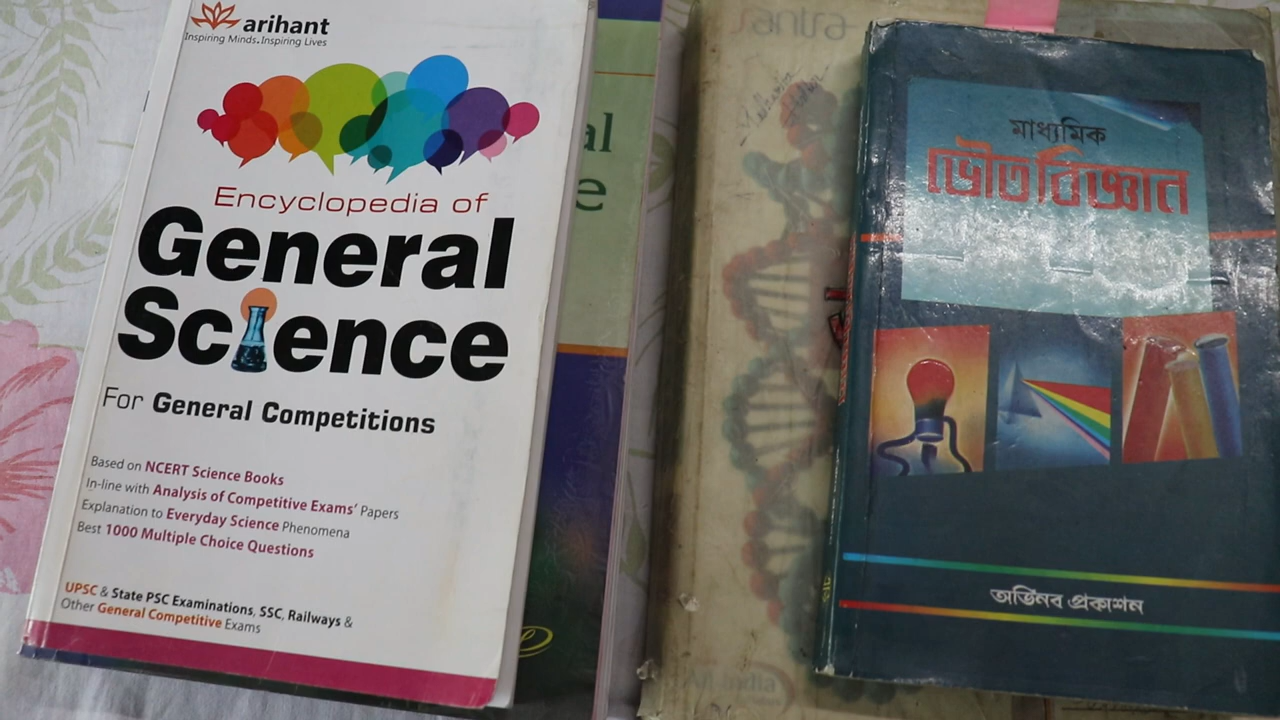 arihant
Inspiring Minds. Inspiring Lives
Encyclopedia of
General
Science
For General Competitions
Based on NCERT Science Books
In-line with Analysis of Competitive Exams' Papers
Explanation to Everyday Science Phenomena
Best 1000 Multiple Choice Questions
UPSC & State PSC Examinations, SSC, Railways &
Other General Competitive Exams
al
e
মাধ্যমিক
ভৌতবিজ্ঞান
অভিনব প্রকাশন